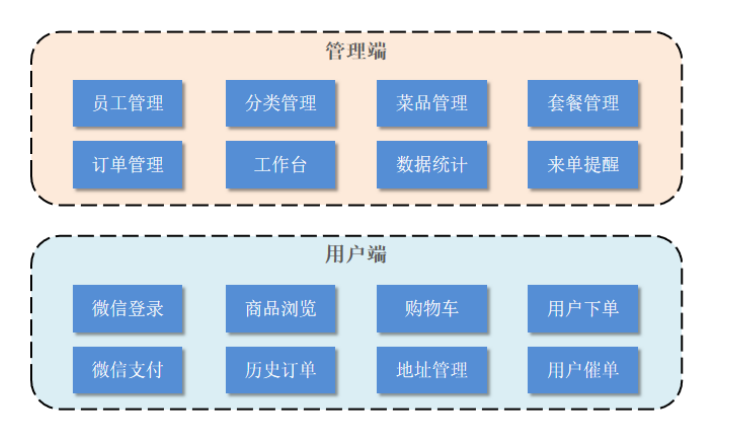 管理端
员工管理 分类管理 菜品管理 套餐管理
订单管理 工作台 数据统计 来单提醒
用户端
微信登录 商品浏览 购物车 用户下单
微信支付 历史订单 地址管理 用户催单